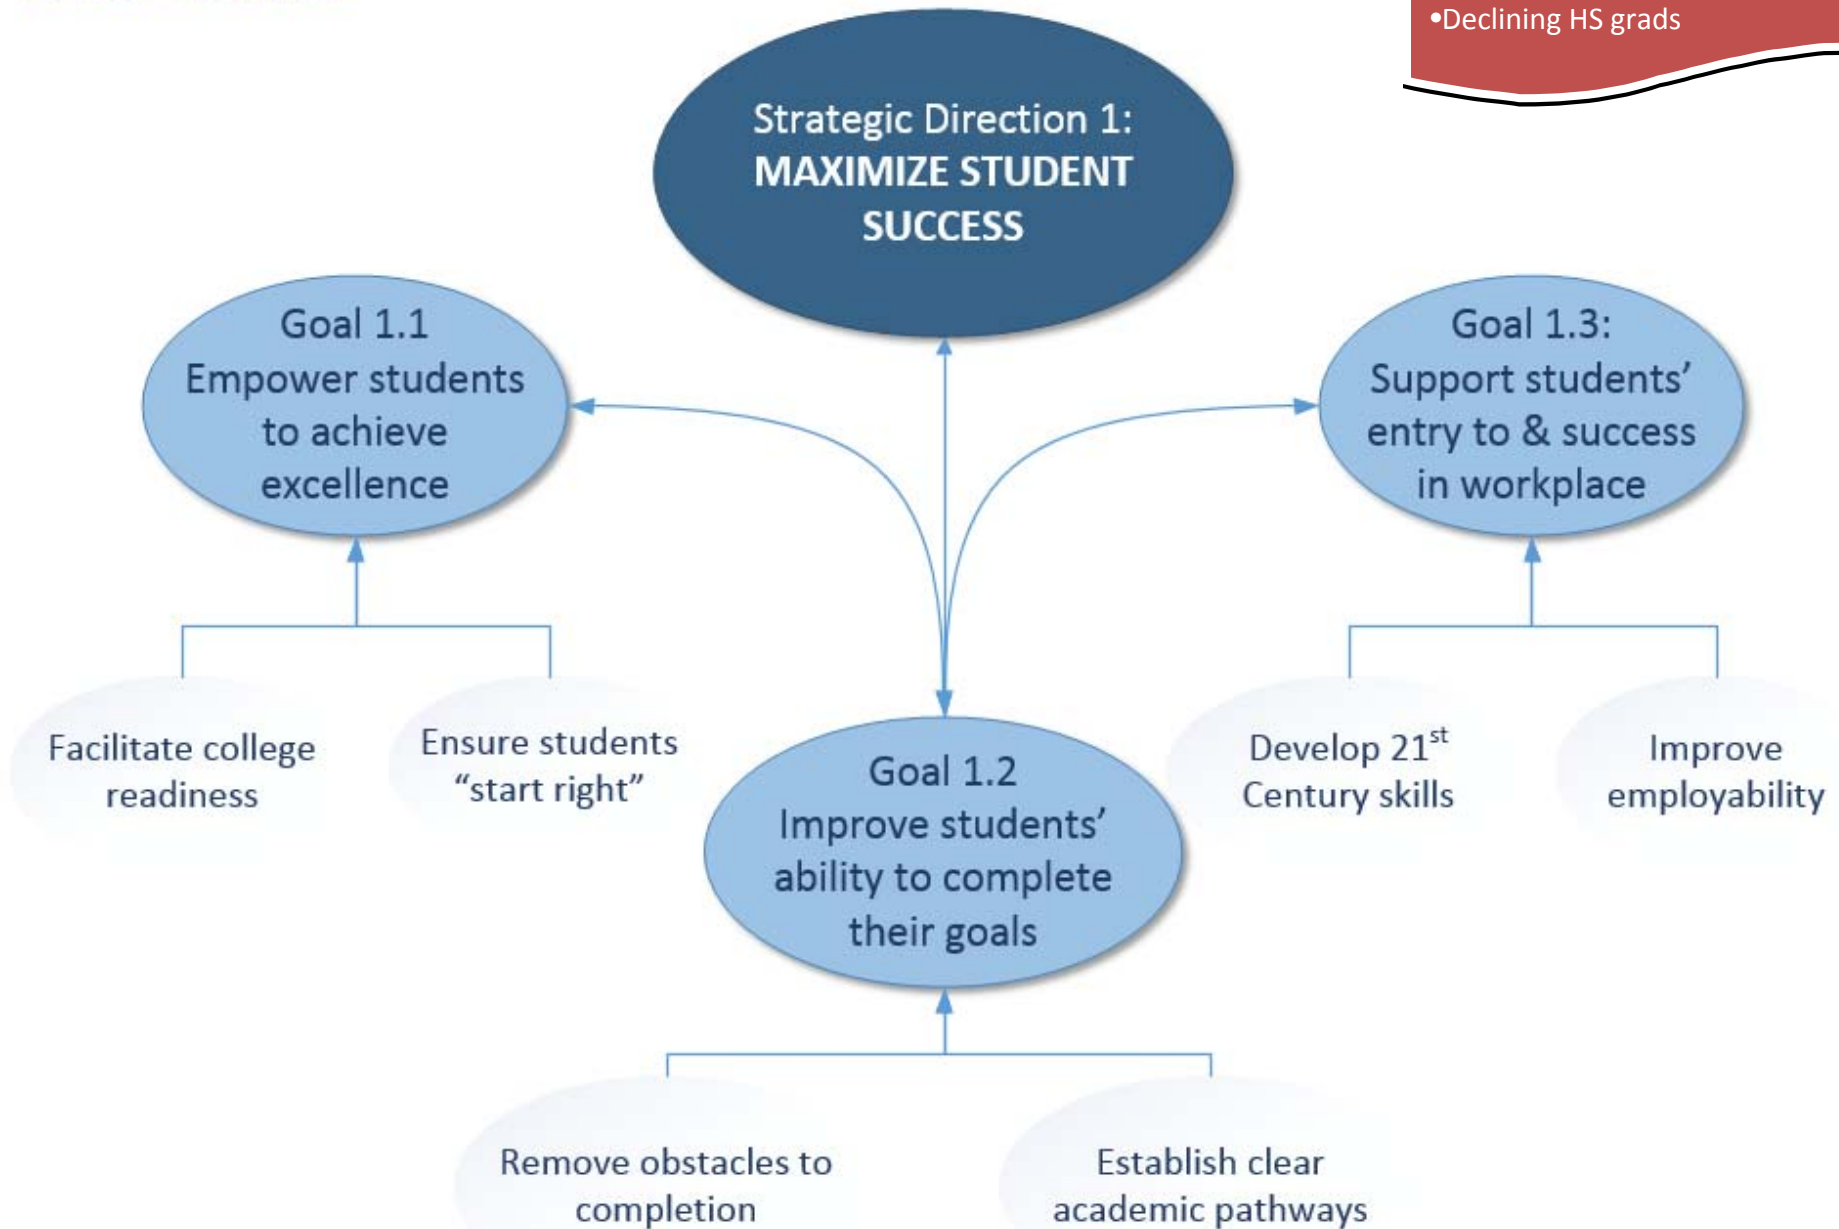 •Declining HS grads
Strategic Direction 1:
MAXIMIZE STUDENT
SUCCESS
Goal 1.1
Empower students
to achieve
excellence
Goal 1.3:
Support students’
entry to & success
in workplace
Facilitate college
readiness
Ensure students
“start right”
Goal 1.2
Improve students’
ability to complete
their goals
Develop 21st
Century skills
Improve
employability
Remove obstacles to
completion
Establish clear
academic pathways